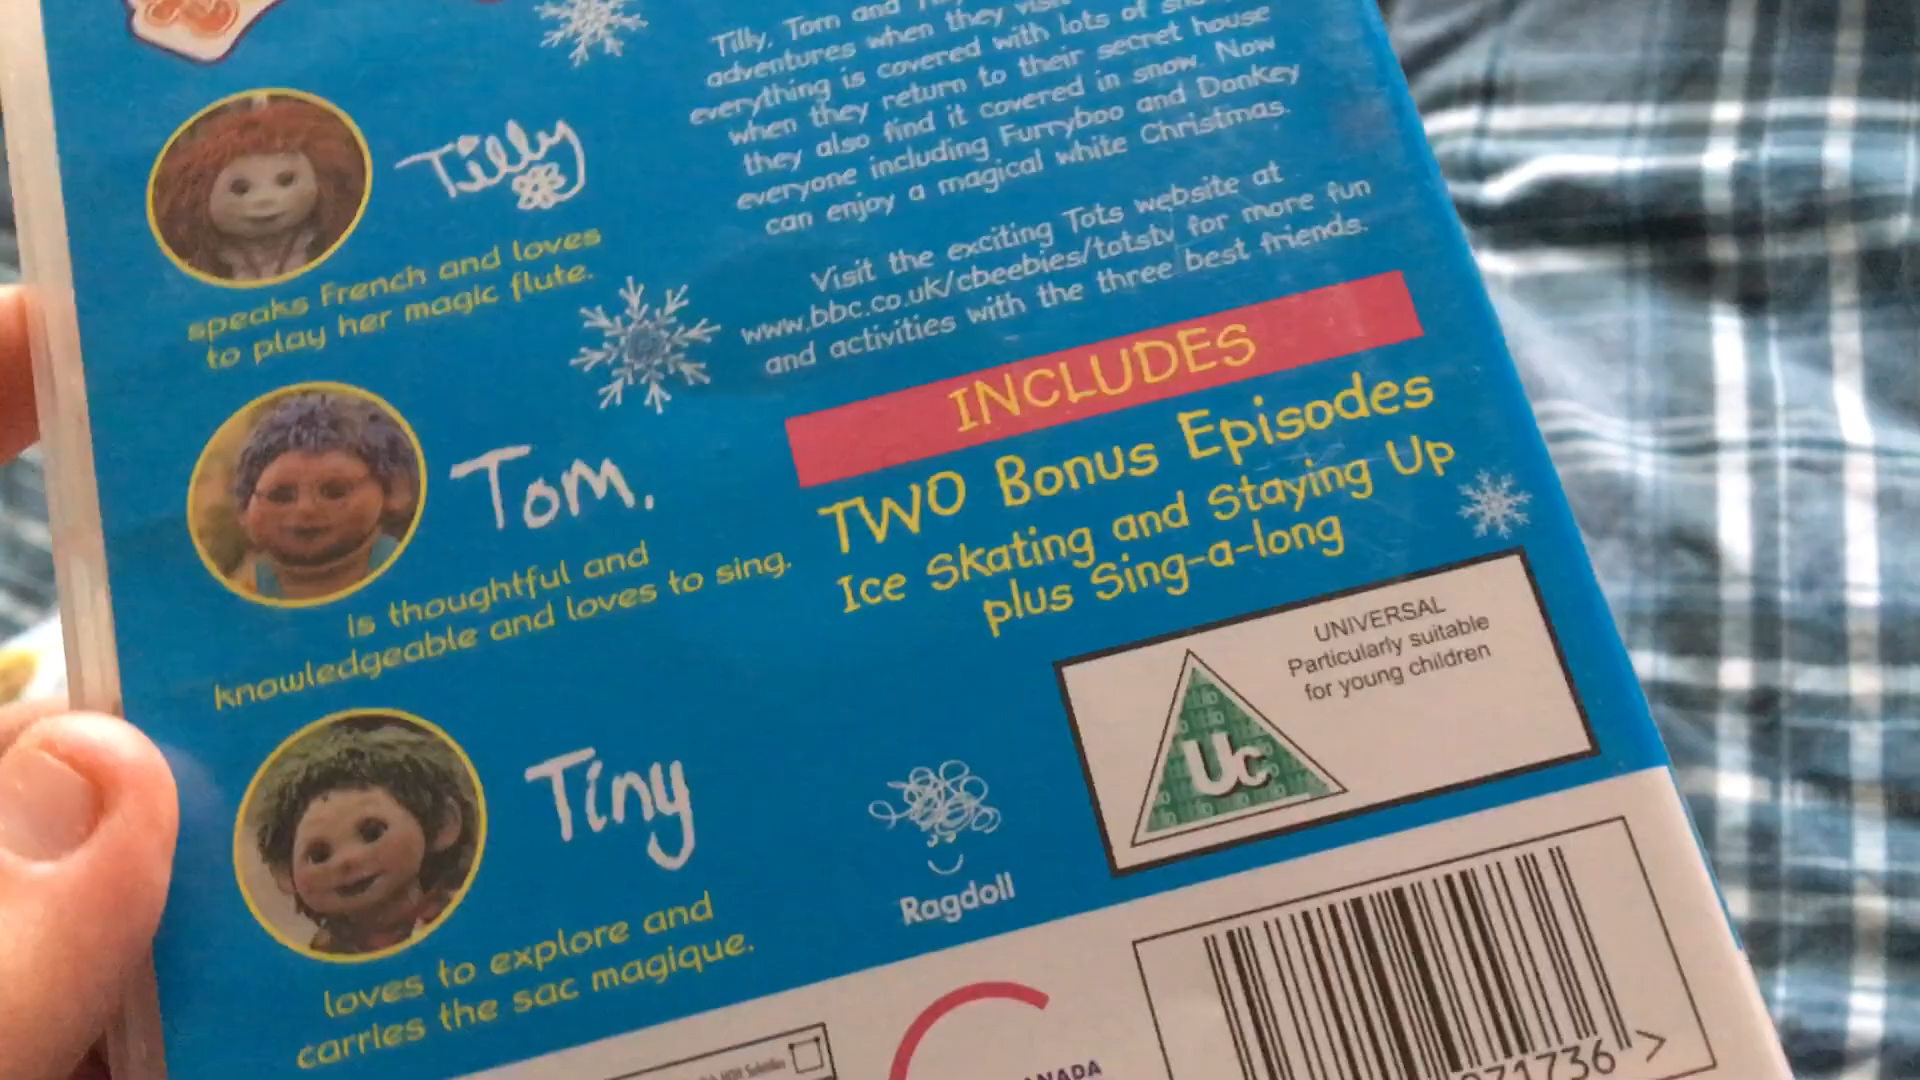 Tilly
speaks French and loves
to play her magic flute.
Tom.
is thoughtful and
knowledgeable and loves to sing.
Tiny
loves to explore and
carries the sac magique.
Tilly, Tom and
adventures when they visit
everything is covered with lots of
when they return to their secret house
they also find it covered in snow. Now
everyone including Furryboo and Donkey
can enjoy a magical white Christmas.
Visit the exciting Tots website at
www.bbc.co.uk/cbeebies/totstv for more fun
and activities with the three best friends.
INCLUDES
TWO Bonus Episodes
Ice Skating and Staying Up
plus Sing-a-long
UNIVERSAL
Particularly suitable
for young children
Uc
Ragdoll
Subtitles